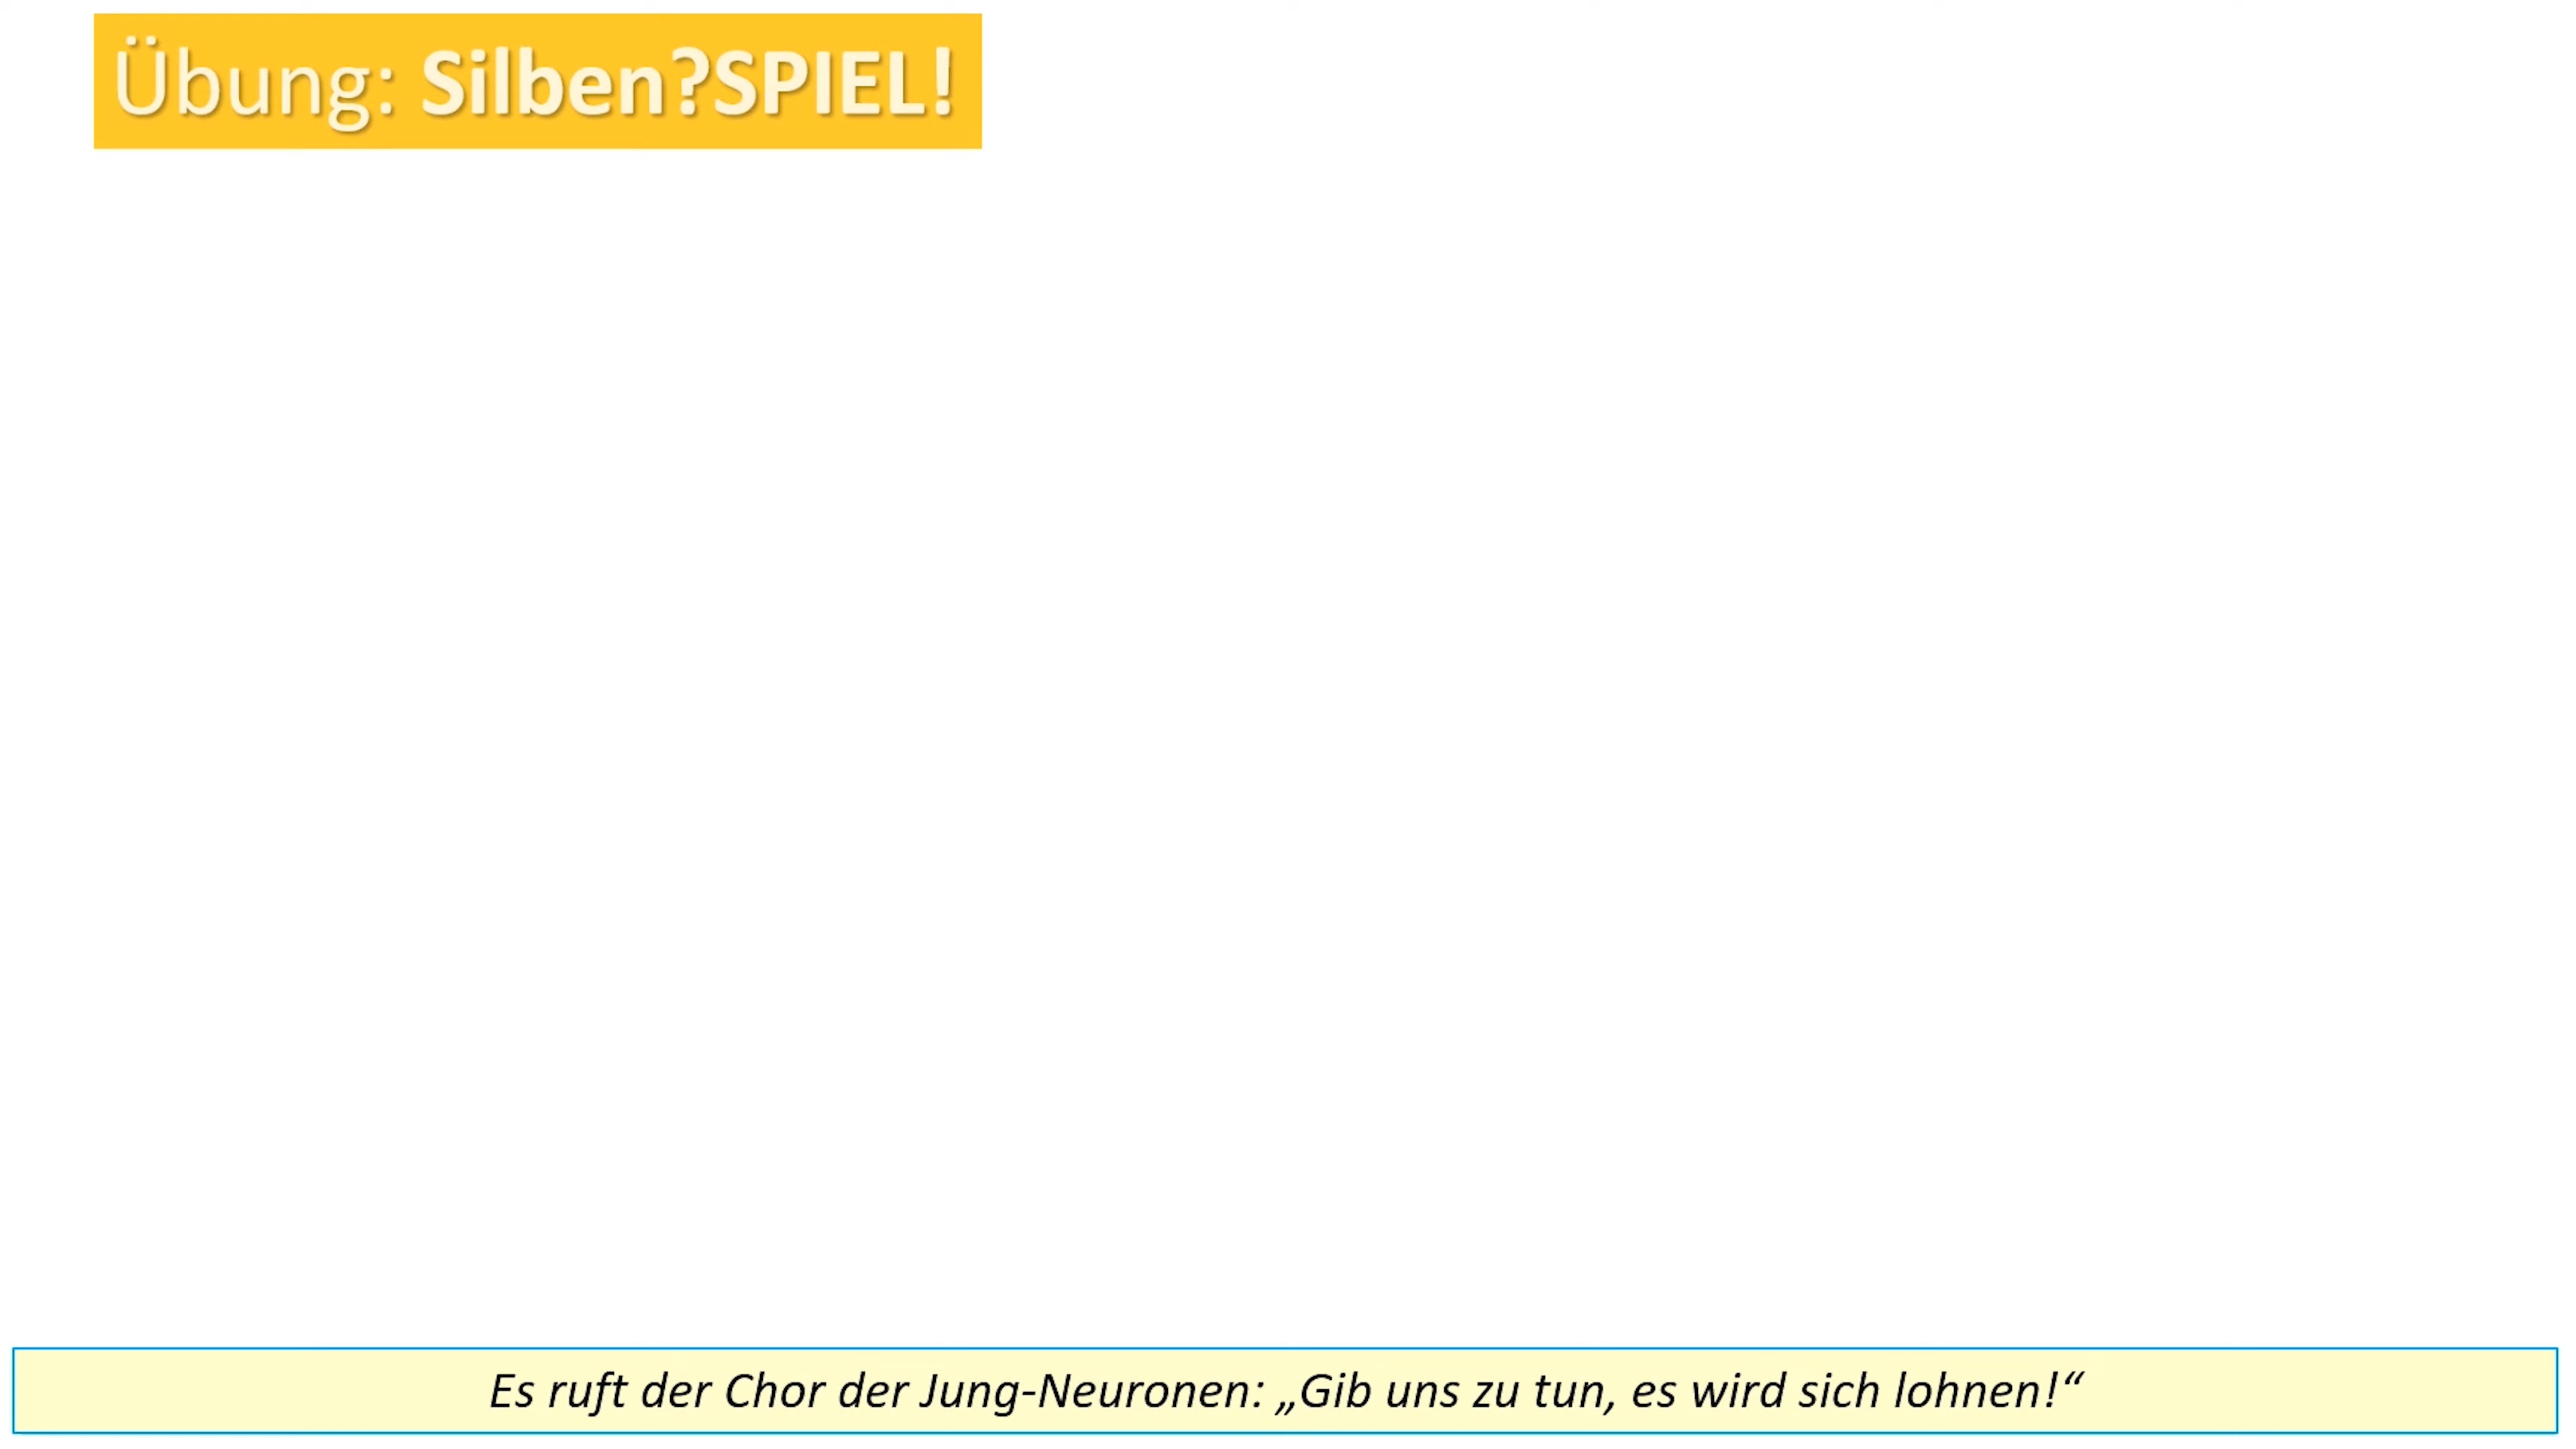 Übung: Silben?SPIEL!
Es ruft der Chor der Jung-Neuronen: „Gib uns zu tun, es wird sich lohnen!“